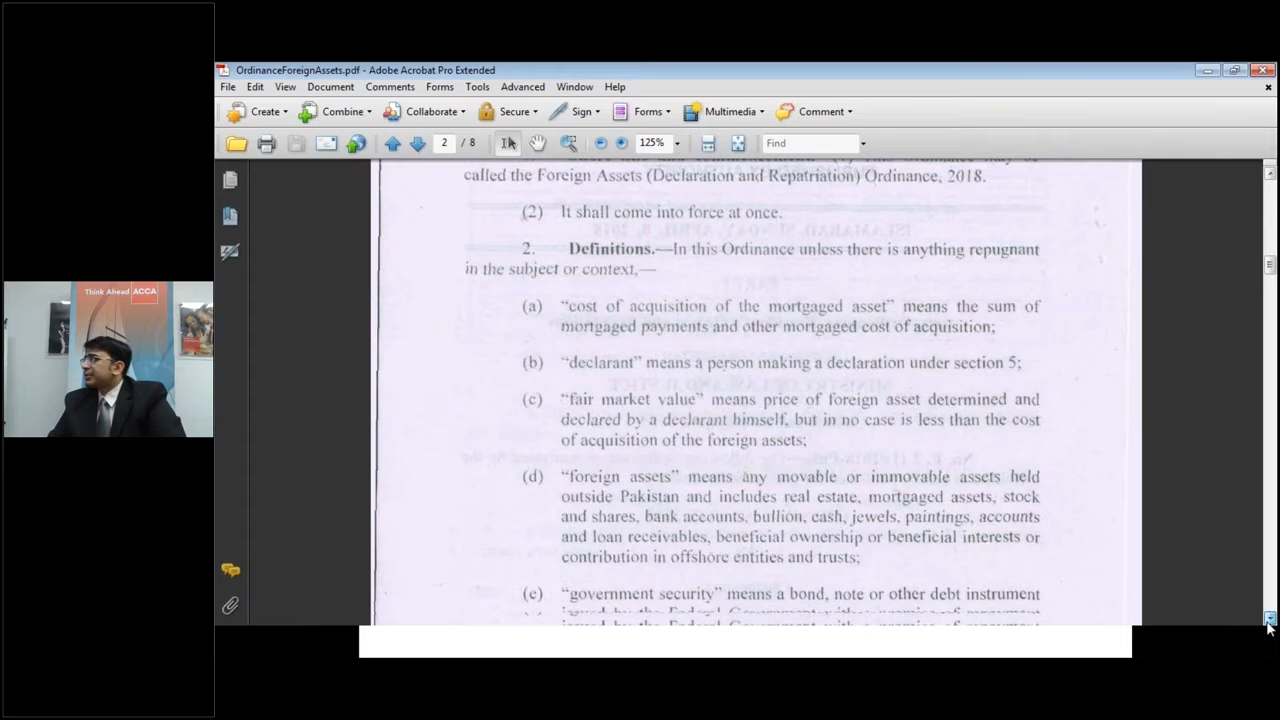 OrdinanceForeignAssets.pdf - Adobe Acrobat Pro Extended
File Edit View Document Comments Forms Tools Advanced Window Help
Create Combine Collaborate Secure Sign Forms Multimedia Comment
2 / 8 125% Find
called the Foreign Assets (Declaration and Repatriation) Ordinance, 2018.
(2) It shall come into force at once.
2. Definitions.—In this Ordinance unless there is anything repugnant
in the subject or context,—
(a) “cost of acquisition of the mortgaged asset” means the sum of
mortgaged payments and other mortgaged cost of acquisition;
(b) “declarant” means a person making a declaration under section 5;
(c) “fair market value” means price of foreign asset determined and
declared by a declarant himself, but in no case is less than the cost
of acquisition of the foreign assets;
(d) “foreign assets” means any movable or immovable assets held
outside Pakistan and includes real estate, mortgaged assets, stock
and shares, bank accounts, bullion, cash, jewels, paintings, accounts
and loan receivables, beneficial ownership or beneficial interests or
contribution in offshore entities and trusts;
(e) “government security” means a bond, note or other debt instrument
Think Ahead ACCA